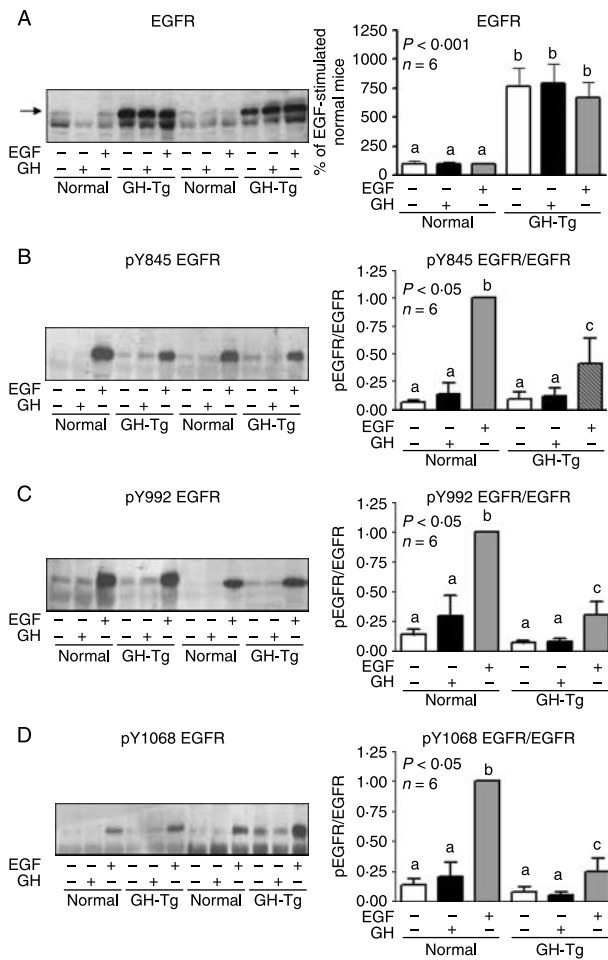 A
EGFR
EGF – – + – – + – – + – – +
GH – + – – + – – + – – + –
Normal GH-Tg Normal GH-Tg
EGFR
P < 0·001
n = 6
% of EGF-stimulated
normal mice
1250
1000
750
500
250
0
a a a b b b
EGF – – + – – +
GH – + – – + –
Normal GH-Tg
B
pY845 EGFR
EGF – – + – – + – – + – – +
GH – + – – + – – + – – + –
Normal GH-Tg Normal GH-Tg
pY845 EGFR/EGFR
P < 0·05
n = 6
pEGFR/EGFR
1·25
1·00
0·75
0·50
0·25
0·00
a a b a a c
EGF – – + – – +
GH – + – – + –
Normal GH-Tg
C
pY992 EGFR
EGF – – + – – + – – + – – +
GH – + – – + – – + – – + –
Normal GH-Tg Normal GH-Tg
pY992 EGFR/EGFR
P < 0·05
n = 6
pEGFR/EGFR
1·25
1·00
0·75
0·50
0·25
0·00
a a b a a c
EGF – – + – – +
GH – + – – + –
Normal GH-Tg
D
pY1068 EGFR
EGF – – + – – + – – + – – +
GH – + – – + – – + – – + –
Normal GH-Tg Normal GH-Tg
pY1068 EGFR/EGFR
P < 0·05
n = 6
pEGFR/EGFR
1·25
1·00
0·75
0·50
0·25
0·00
a a b a a c
EGF – – + – – +
GH – + – – + –
Normal GH-Tg